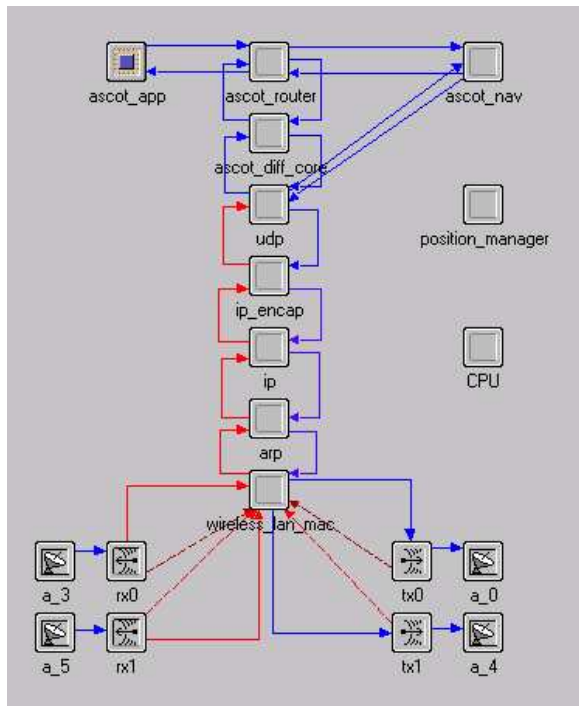 ascot_app
ascot_router
ascot_nav
ascot_diff_core
udp
position_manager
ip_encap
ip
CPU
arp
wireless_lan_mac
a_3
rx0
tx0
a_0
a_5
rx1
tx1
a_4